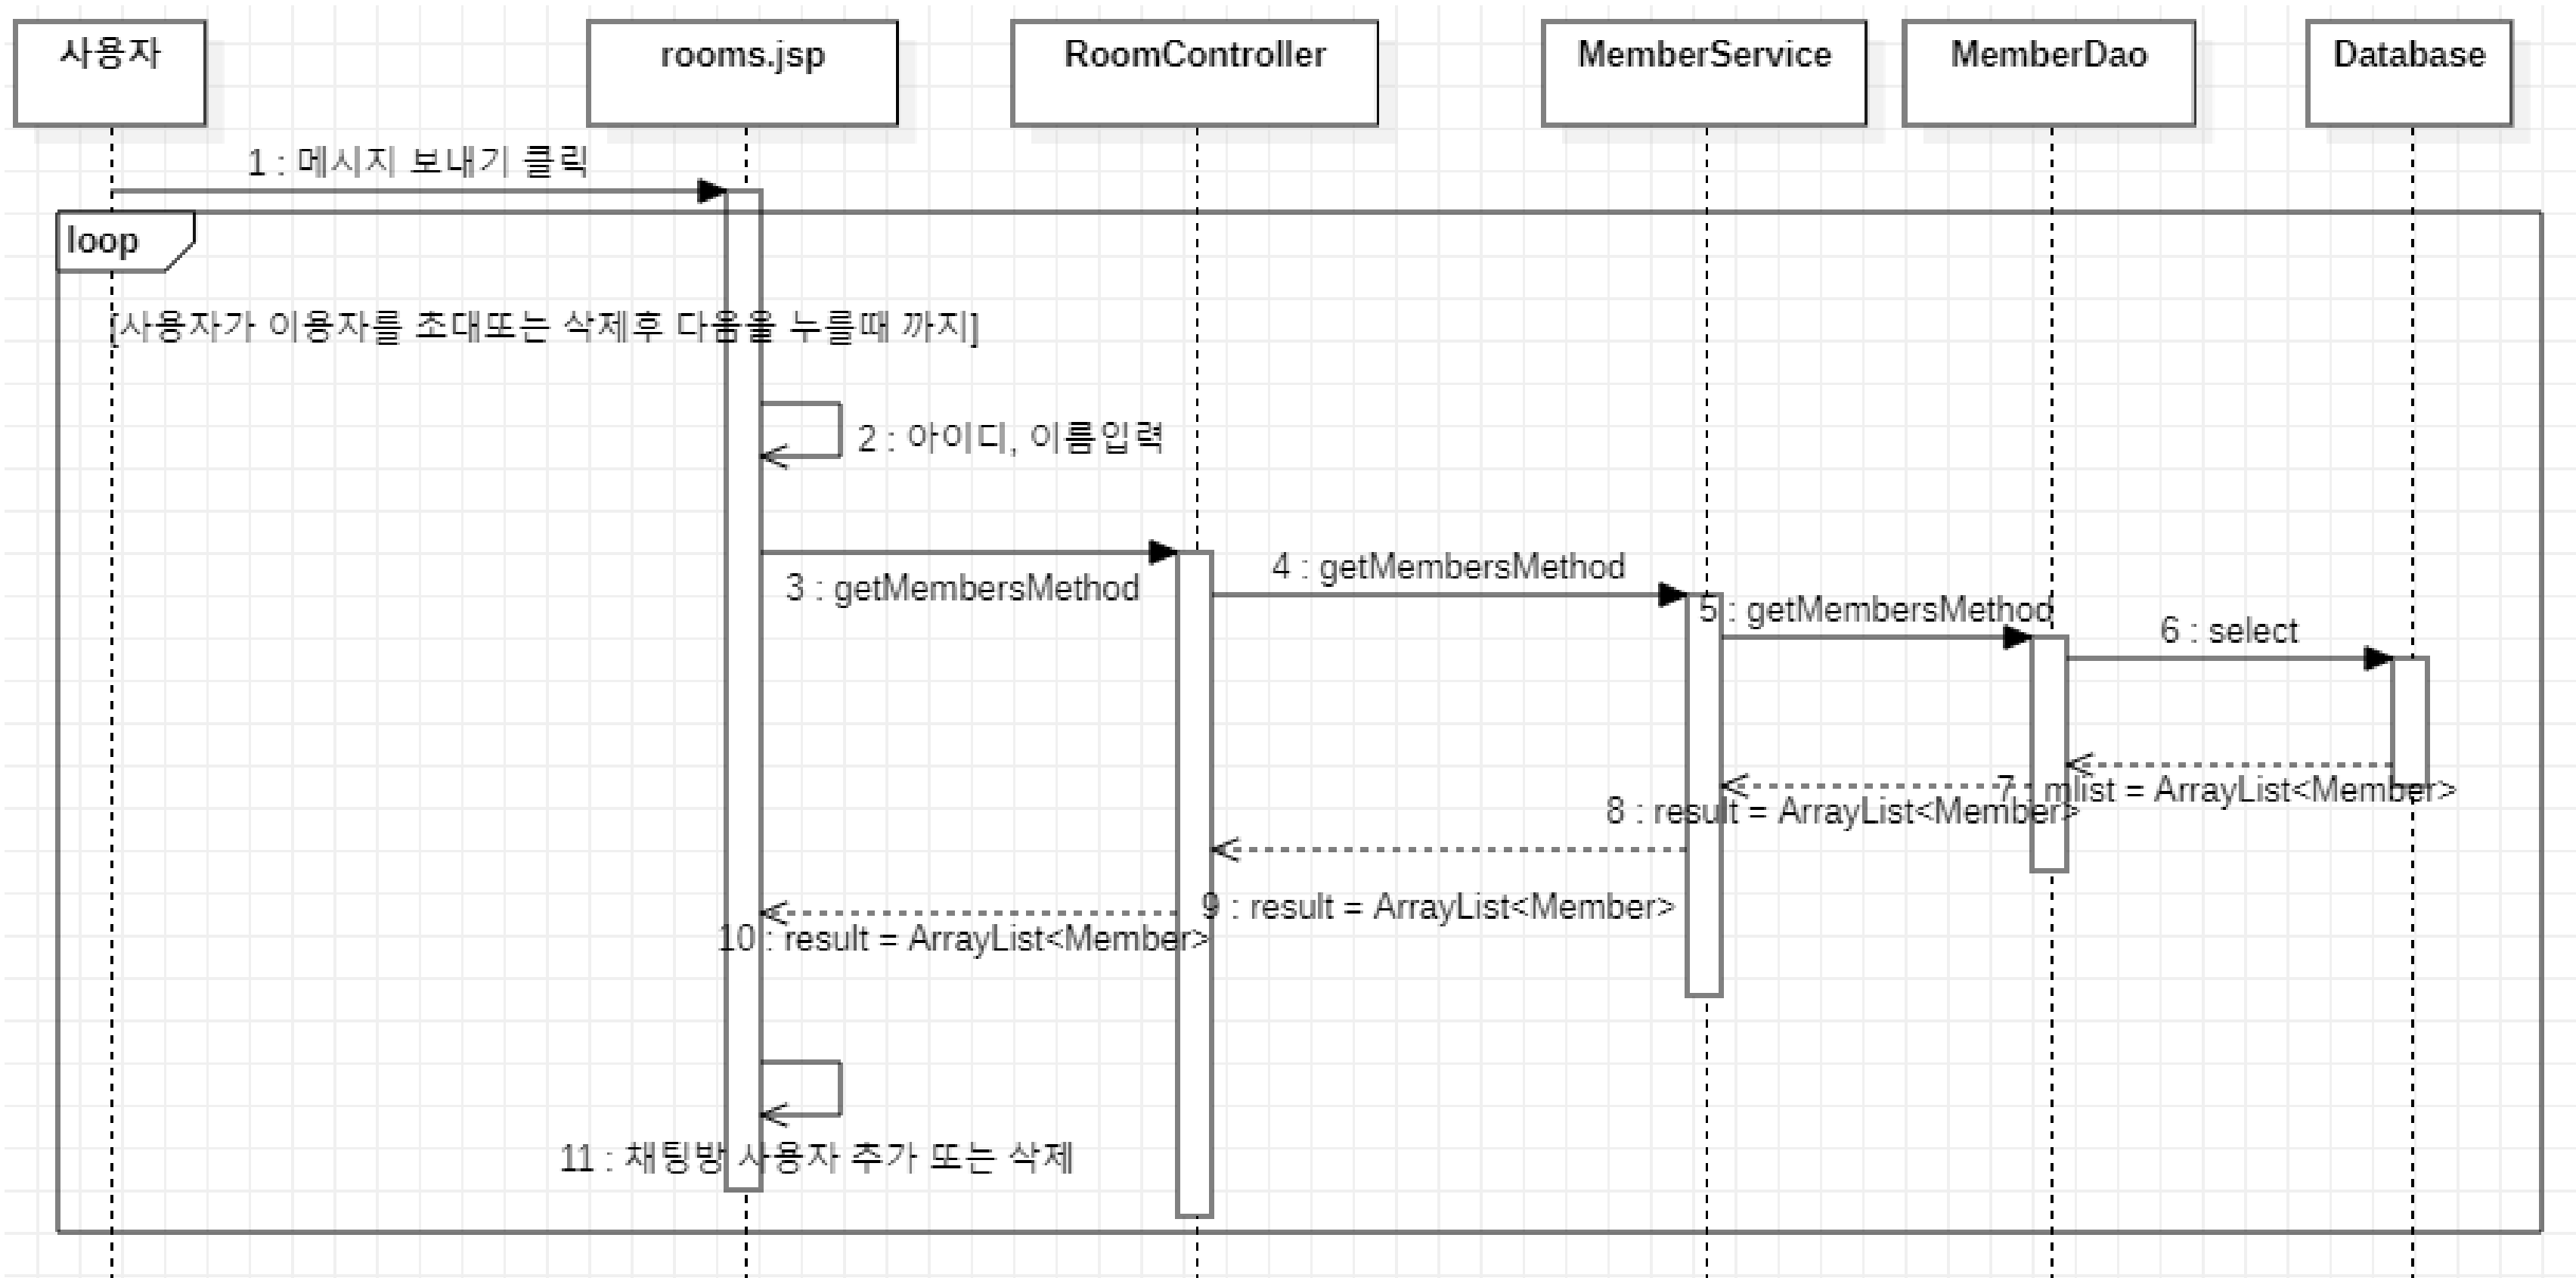 사용자
rooms.jsp
RoomController
MemberService
MemberDao
Database
1 : 메시지 보내기 클릭
loop
[사용자가 이용자를 초대또는 삭제후 다음을 누를때 까지]
2 : 아이디, 이름입력
3 : getMembersMethod
4 : getMembersMethod
5 : getMembersMethod
6 : select
7 : mlist = ArrayList<Member>
8 : result = ArrayList<Member>
9 : result = ArrayList<Member>
10 : result = ArrayList<Member>
11 : 채팅방 사용자 추가 또는 삭제